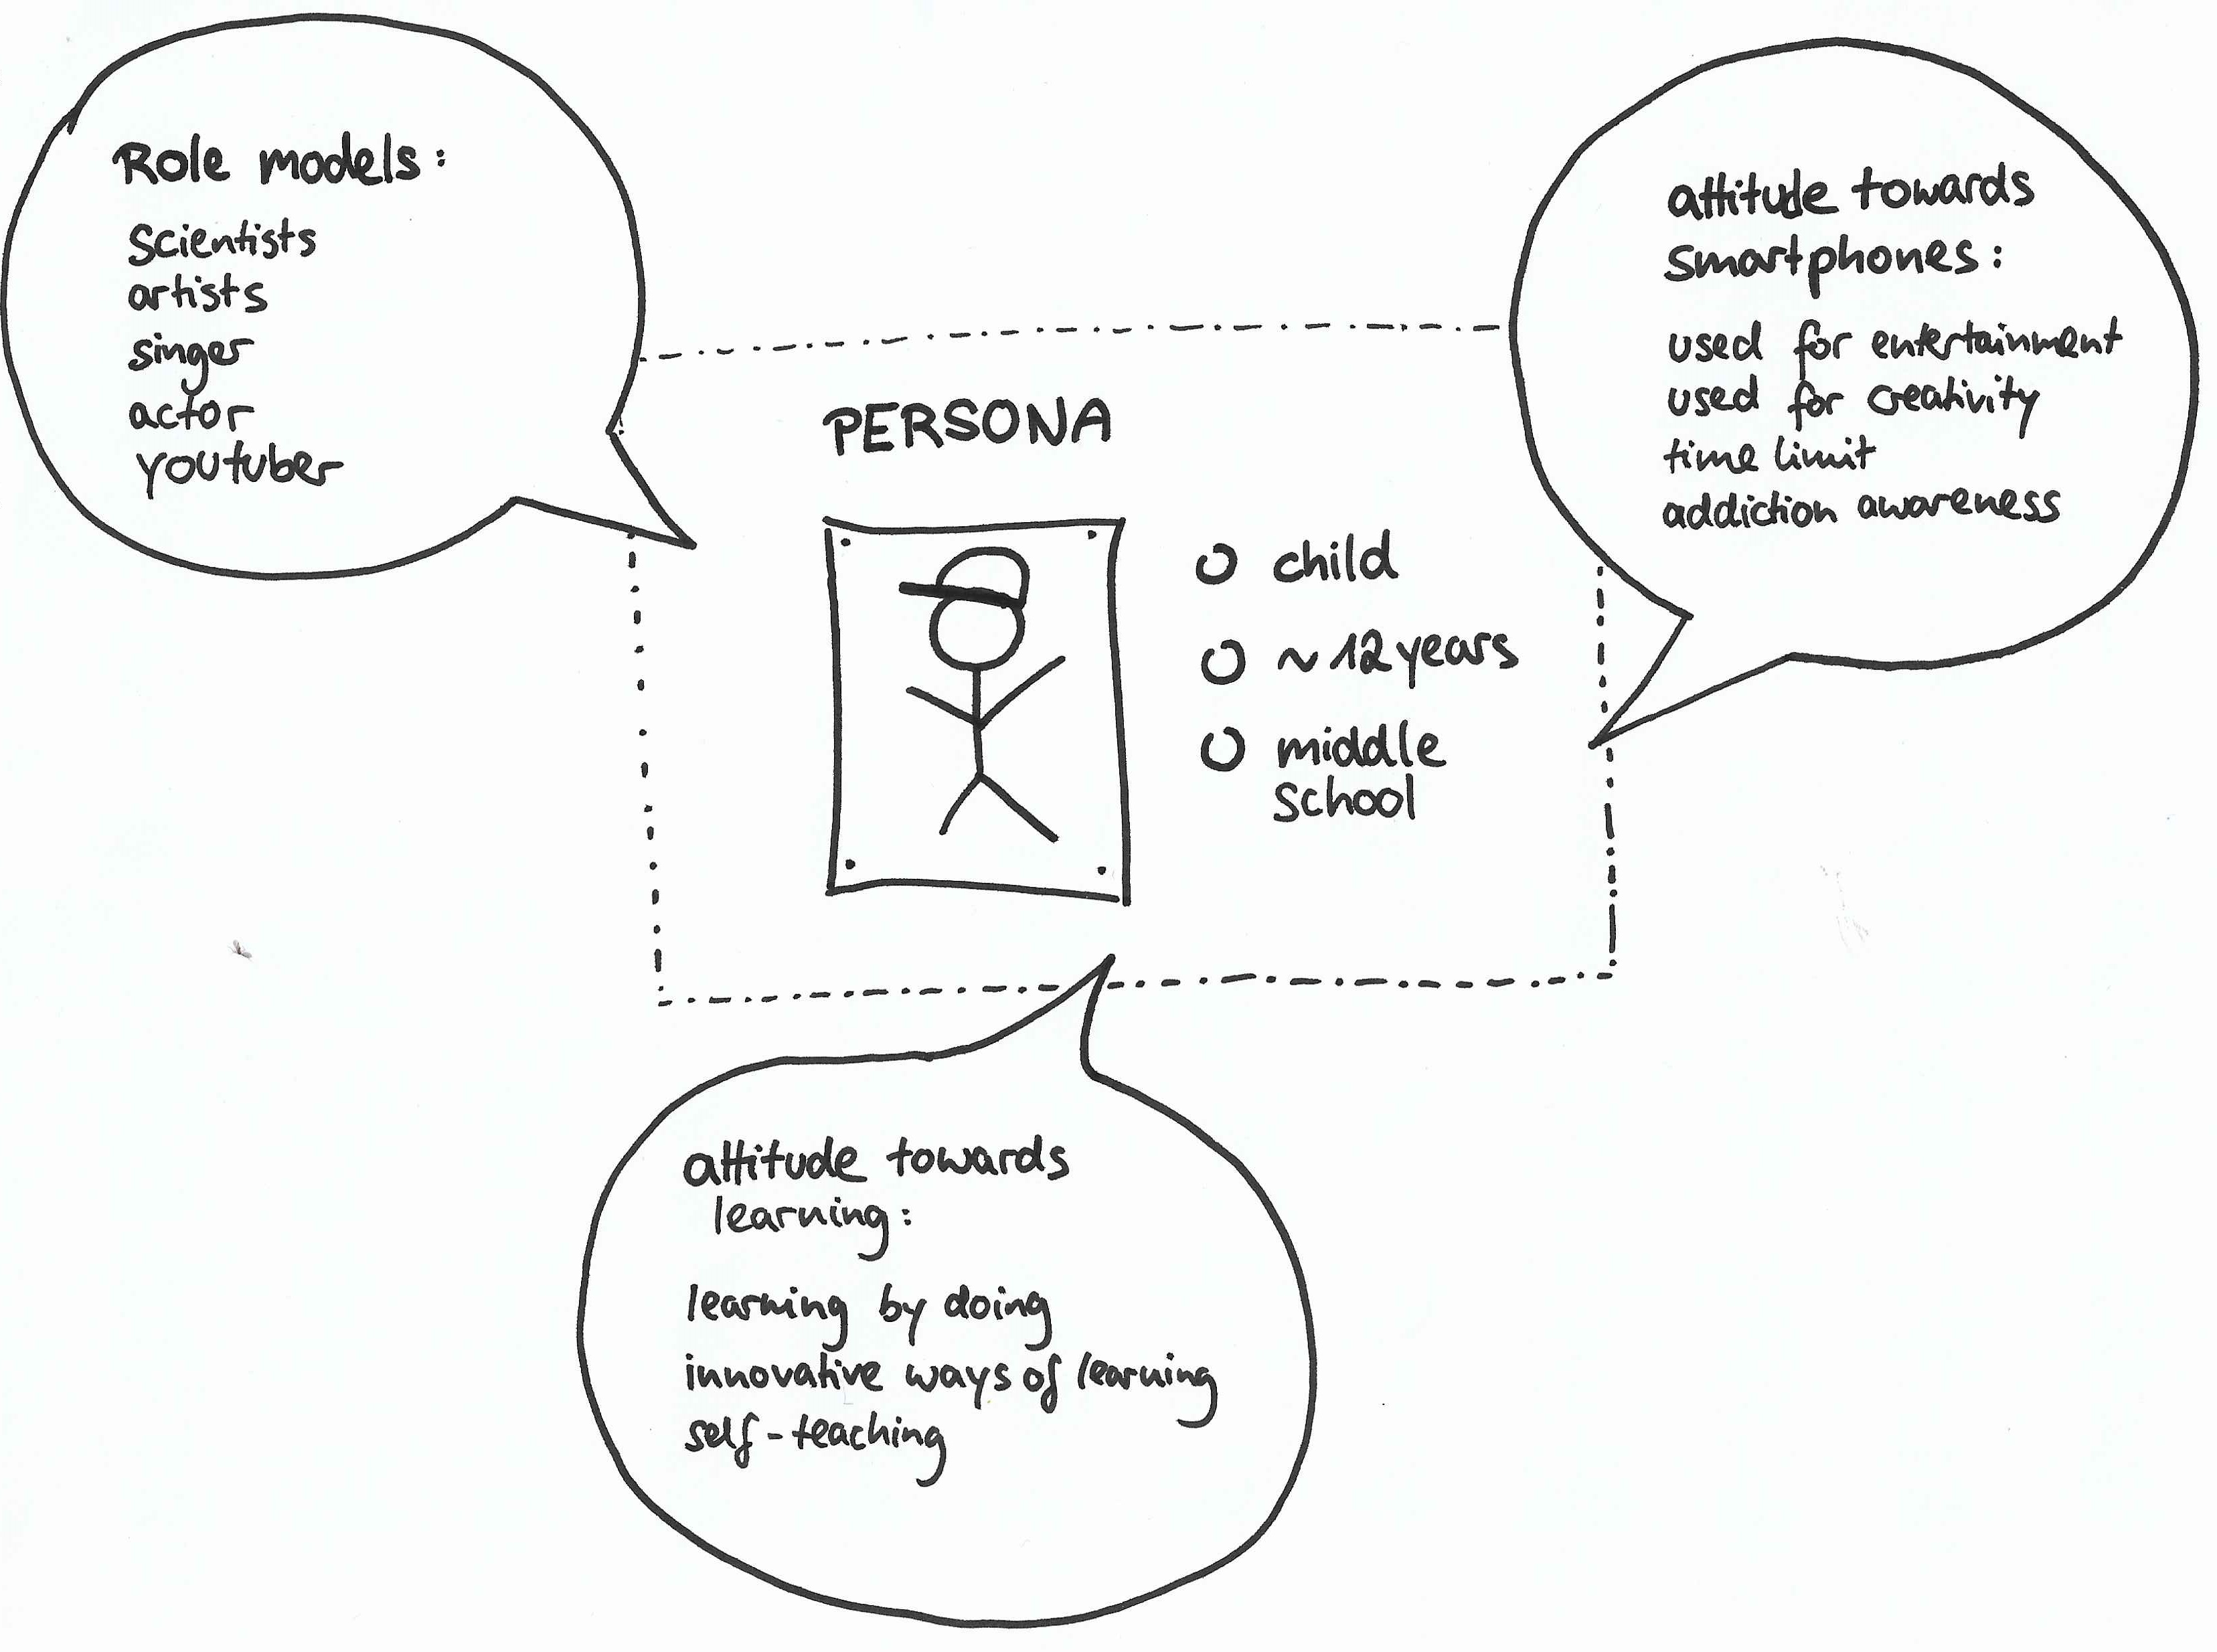 Role models:
Scientists
artists
singer
actor
youtuber
attitude towards
smartphones:
used for entertainment
used for creativity
time limit
addiction awareness
PERSONA
child
~12 years
middle
school
attitude towards
learning:
learning by doing
innovative ways of learning
self-teaching